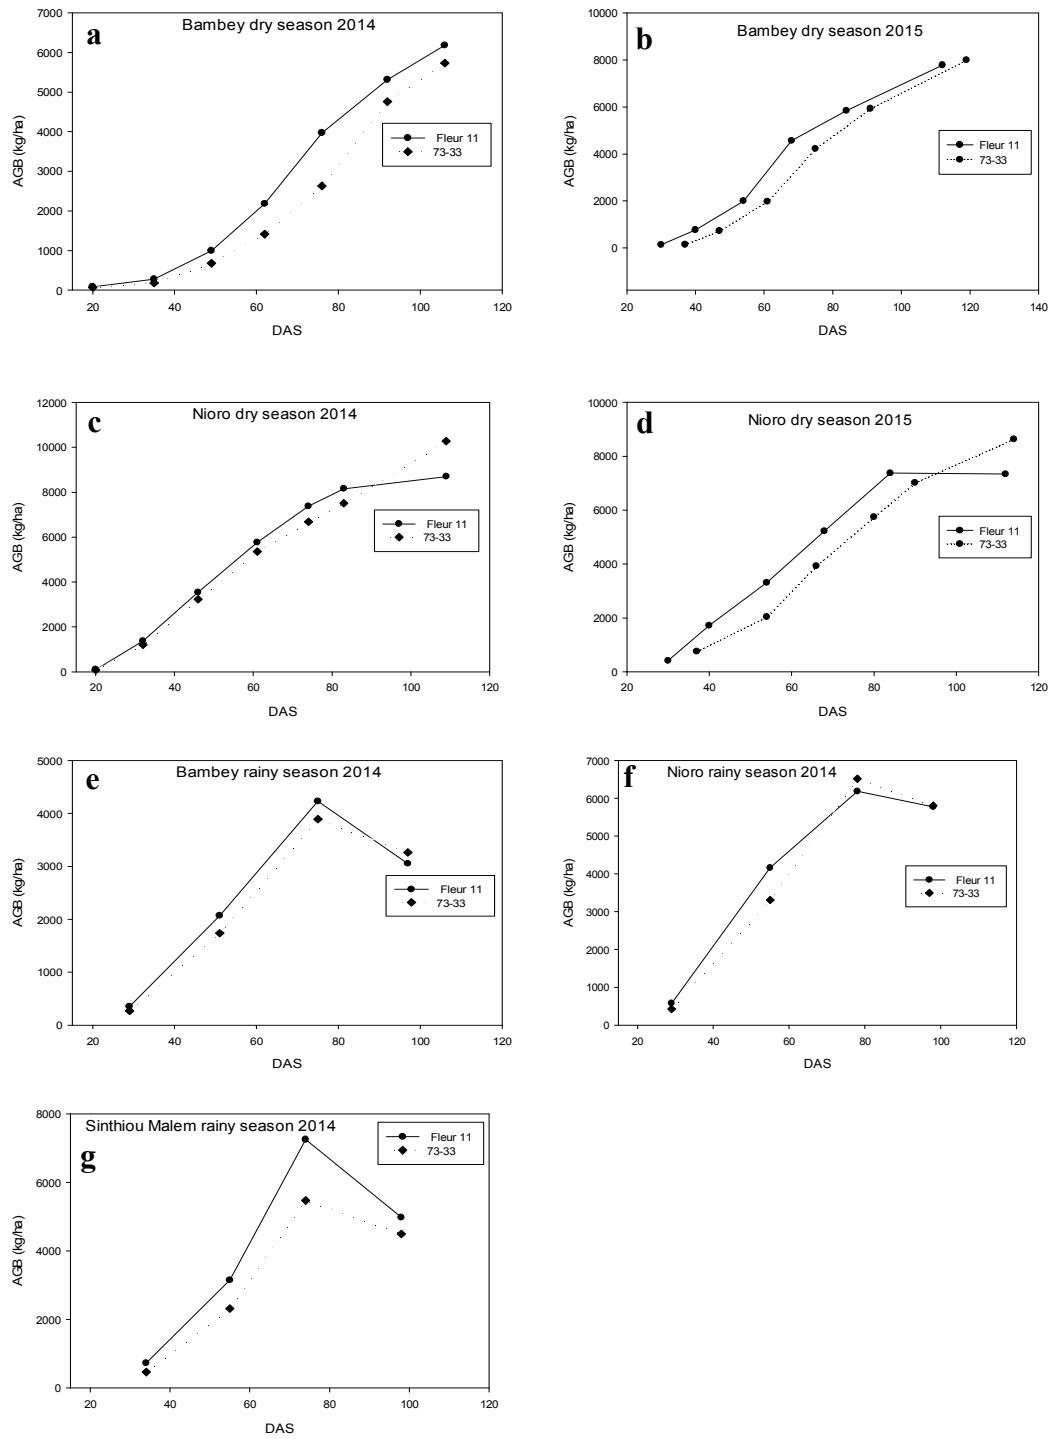 a
Bambey dry season 2014
AGB (kg/ha)
7000
6000
5000
4000
3000
2000
1000
0
20 40 60 80 100 120
DAS
Fleur 11
73-33
b
Bambey dry season 2015
AGB (kg/ha)
10000
8000
6000
4000
2000
0
20 40 60 80 100 120 140
DAS
Fleur 11
73-33
c
Nioro dry season 2014
AGB (kg/ha)
12000
10000
8000
6000
4000
2000
0
20 40 60 80 100 120
DAS
Fleur 11
73-33
d
Nioro dry season 2015
AGB (kg/ha)
10000
8000
6000
4000
2000
0
20 40 60 80 100 120
DAS
Fleur 11
73-33
e
Bambey rainy season 2014
AGB (kg/ha)
5000
4000
3000
2000
1000
0
20 40 60 80 100 120
DAS
Fleur 11
73-33
f
Nioro rainy season 2014
AGB (kg/ha)
7000
6000
5000
4000
3000
2000
1000
0
20 40 60 80 100 120
DAS
Fleur 11
73-33
g
Sinthiou Malem rainy season 2014
AGB (kg/ha)
8000
6000
4000
2000
0
20 40 60 80 100 120
DAS
Fleur 11
73-33